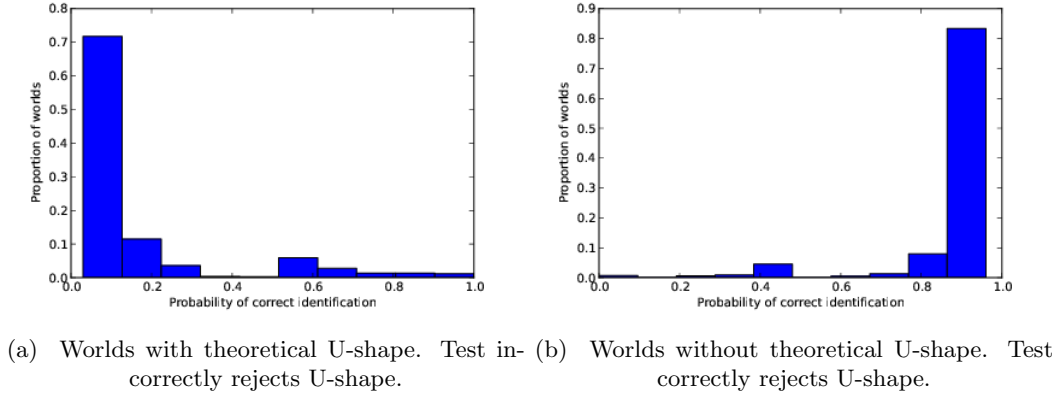 0.8
0.7
0.6
0.5
0.4
0.3
0.2
0.1
0.0
Proportion of worlds
0.0 0.2 0.4 0.6 0.8 1.0
Probability of correct identification
0.9
0.8
0.7
0.6
0.5
0.4
0.3
0.2
0.1
0.0
Proportion of worlds
0.0 0.2 0.4 0.6 0.8 1.0
Probability of correct identification
(a) Worlds with theoretical U-shape. Test in-
correctly rejects U-shape.
(b) Worlds without theoretical U-shape. Test
correctly rejects U-shape.